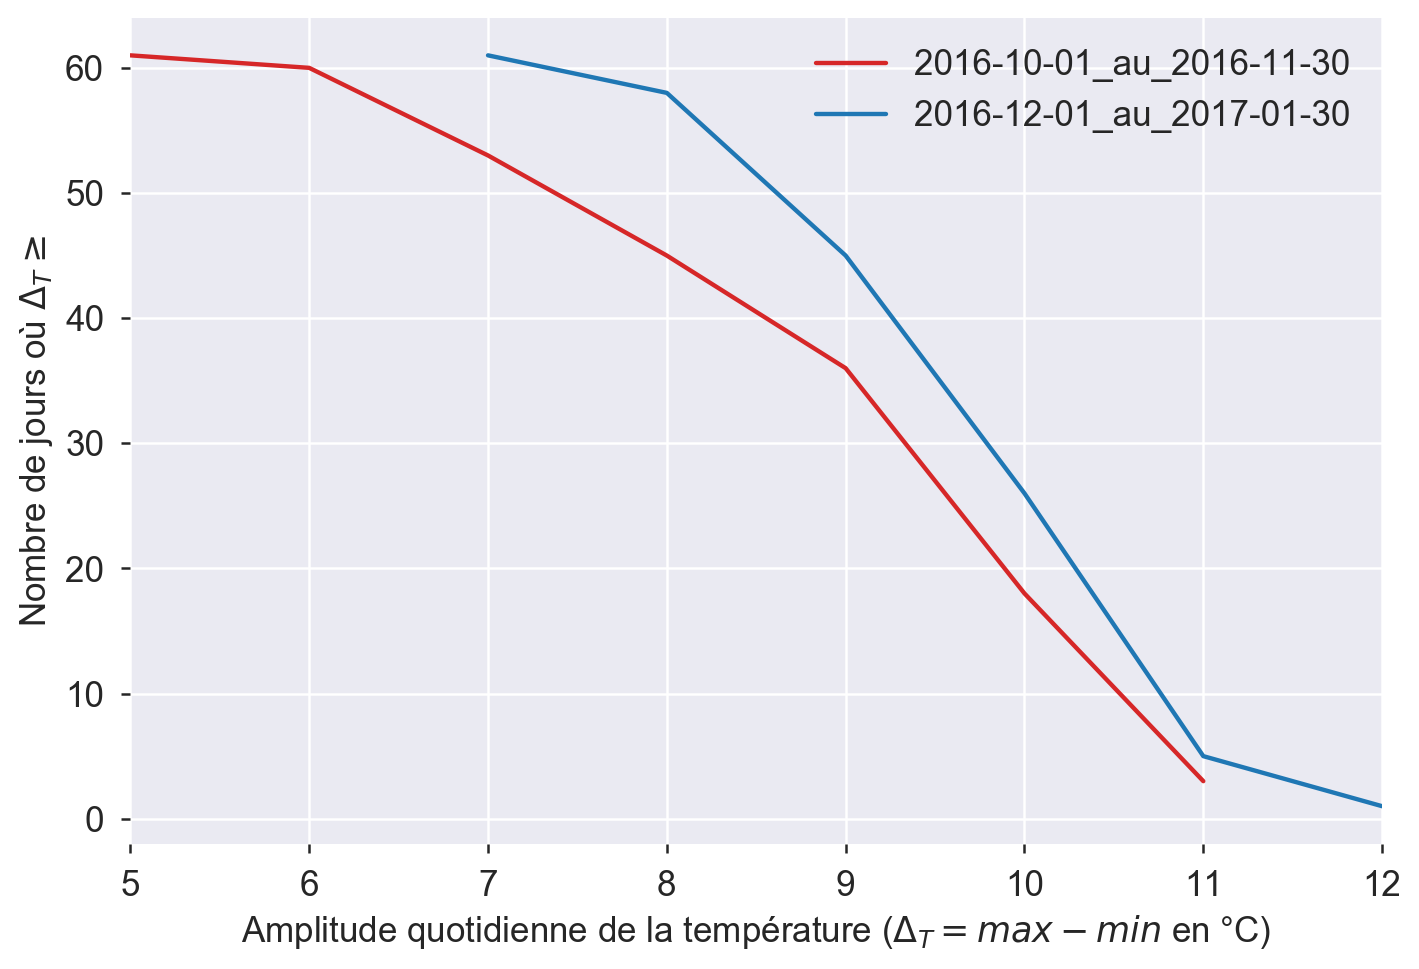 2016-10-01_au_2016-11-30
2016-12-01_au_2017-01-30
Nombre de jours où Δ_T ≥
60
50
40
30
20
10
0
5 6 7 8 9 10 11 12
Amplitude quotidienne de la température (Δ_T = max − min en °C)